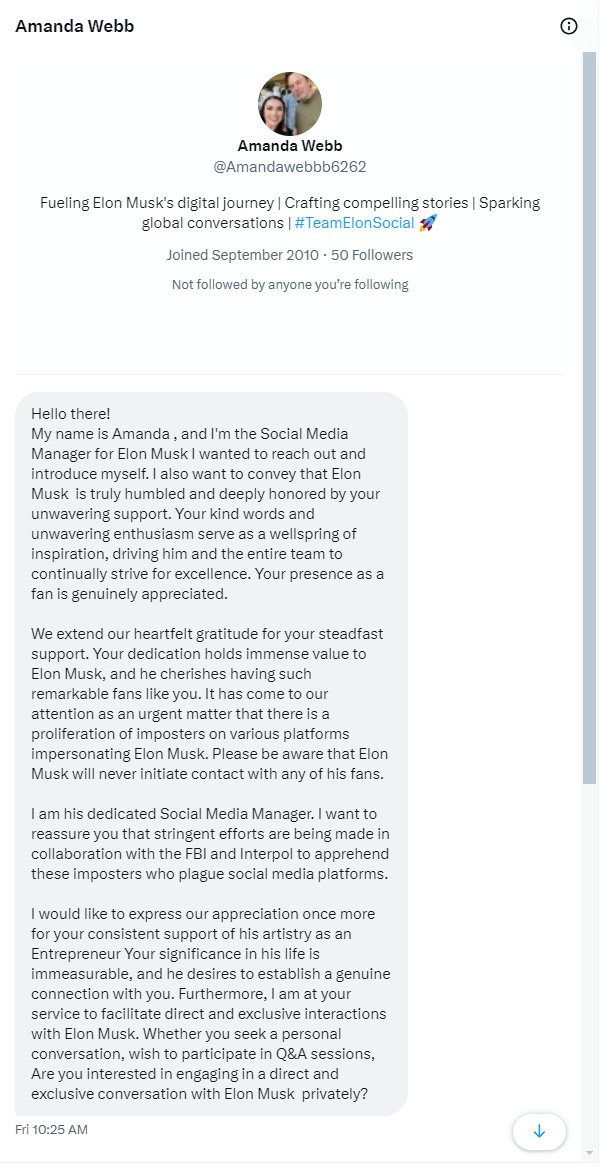 Amanda Webb
Amanda Webb
@Amandawebbb6262
Fueling Elon Musk's digital journey | Crafting compelling stories | Sparking
global conversations | #TeamElonSocial 🚀
Joined September 2010 · 50 Followers
Not followed by anyone you're following
Hello there!
My name is Amanda , and I'm the Social Media
Manager for Elon Musk I wanted to reach out and
introduce myself. I also want to convey that Elon
Musk  is truly humbled and deeply honored by your
unwavering support. Your kind words and
unwavering enthusiasm serve as a wellspring of
inspiration, driving him and the entire team to
continually strive for excellence. Your presence as a
fan is genuinely appreciated.
We extend our heartfelt gratitude for your steadfast
support. Your dedication holds immense value to
Elon Musk, and he cherishes having such
remarkable fans like you. It has come to our
attention as an urgent matter that there is a
proliferation of imposters on various platforms
impersonating Elon Musk. Please be aware that Elon
Musk will never initiate contact with any of his fans.
I am his dedicated Social Media Manager. I want to
reassure you that stringent efforts are being made in
collaboration with the FBI and Interpol to apprehend
these imposters who plague social media platforms.
I would like to express our appreciation once more
for your consistent support of his artistry as an
Entrepreneur Your significance in his life is
immeasurable, and he desires to establish a genuine
connection with you. Furthermore, I am at your
service to facilitate direct and exclusive interactions
with Elon Musk. Whether you seek a personal
conversation, wish to participate in Q&A sessions,
Are you interested in engaging in a direct and
exclusive conversation with Elon Musk  privately?
Fri 10:25 AM